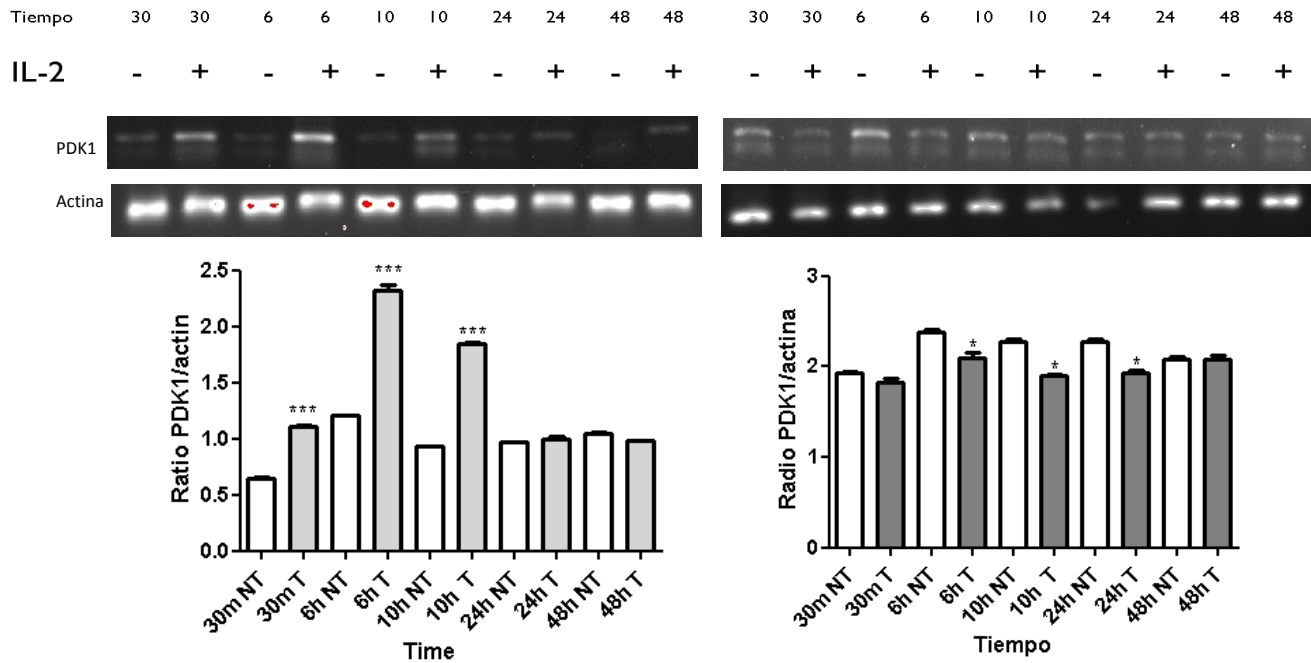 Tiempo 30 30 6 6 10 10 24 24 48 48 30 30 6 6 10 10 24 24 48 48
IL-2 - + - + - + - + - + - + - + - + - + - +
PDK1
Actina
2.5
2.0
1.5
1.0
0.5
0.0
Ratio PDK1/actin
***
***
***
30m NT
30m T
6h NT
6h T
10h NT
10h T
24h NT
24h T
48h NT
48h T
Time
3
2
1
0
Radio PDK1/actina
*
*
*
30m NT
30m T
6h NT
6h T
10h NT
10h T
24h NT
24h T
48h NT
48h T
Tiempo